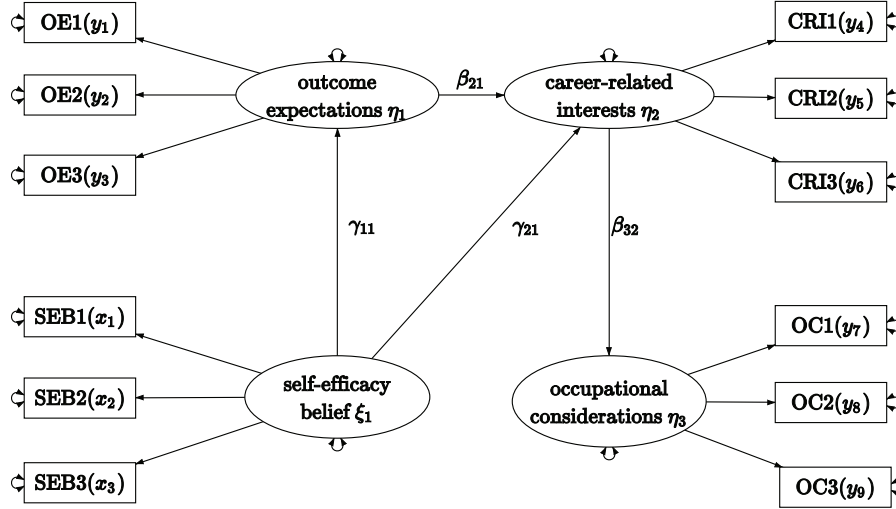 OE1(y₁)
OE2(y₂)
OE3(y₃)
outcome
expectations η₁
β₂₁
career-related
interests η₂
CRI1(y₄)
CRI2(y₅)
CRI3(y₆)
γ₁₁
γ₂₁
β₃₂
SEB1(x₁)
SEB2(x₂)
SEB3(x₃)
self-efficacy
belief ξ₁
occupational
considerations η₃
OC1(y₇)
OC2(y₈)
OC3(y₉)